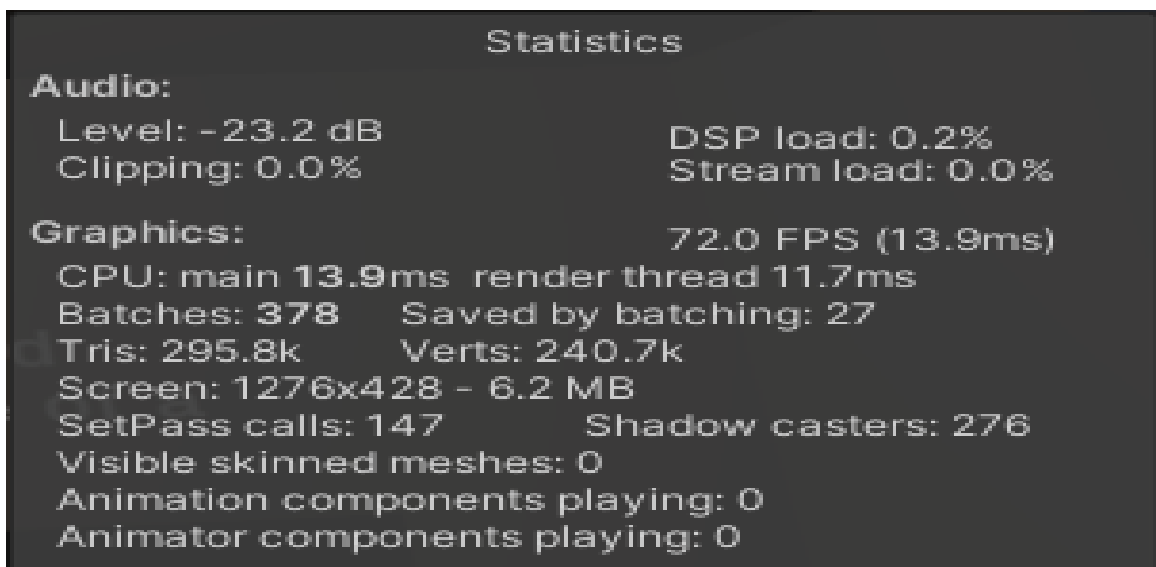 Statistics
Audio:
Level: -23.2 dB DSP load: 0.2%
Clipping: 0.0% Stream load: 0.0%
Graphics: 72.0 FPS (13.9ms)
CPU: main 13.9ms render thread 11.7ms
Batches: 378 Saved by batching: 27
Tris: 295.8k Verts: 240.7k
Screen: 1276x428 - 6.2 MB
SetPass calls: 147 Shadow casters: 276
Visible skinned meshes: 0
Animation components playing: 0
Animator components playing: 0